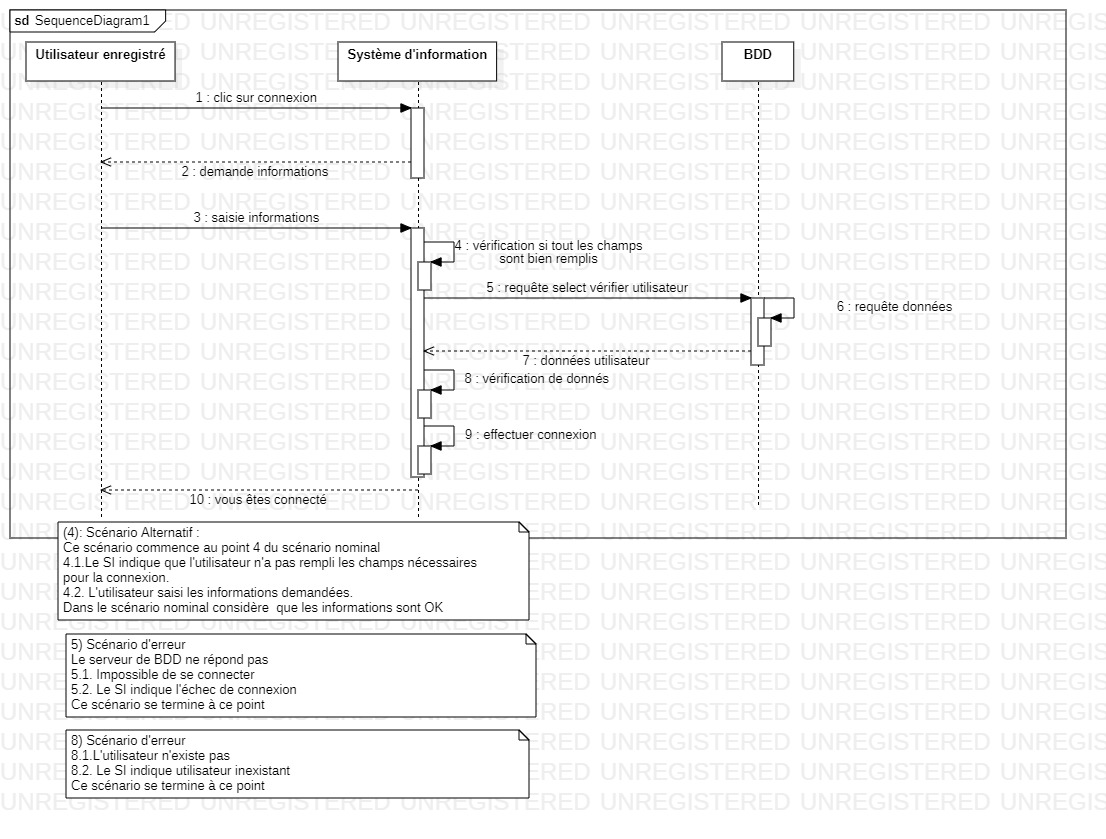 sd SequenceDiagram1
Utilisateur enregistré
Système d'information
BDD
1 : clic sur connexion
2 : demande informations
3 : saisie informations
4 : vérification si tout les champs
sont bien remplis
5 : requête select vérifier utilisateur
6 : requête données
7 : données utilisateur
8 : vérification de donnés
9 : effectuer connexion
10 : vous êtes connecté
(4): Scénario Alternatif :
Ce scénario commence au point 4 du scénario nominal
4.1.Le SI indique que l'utilisateur n'a pas rempli les champs nécessaires
pour la connexion.
4.2. L'utilisateur saisi les informations demandées.
Dans le scénario nominal considère  que les informations sont OK
5) Scénario d'erreur
Le serveur de BDD ne répond pas
5.1. Impossible de se connecter
5.2. Le SI indique l'échec de connexion
Ce scénario se termine à ce point
8) Scénario d'erreur
8.1.L'utilisateur n'existe pas
8.2. Le SI indique utilisateur inexistant
Ce scénario se termine à ce point
UNREGISTERED